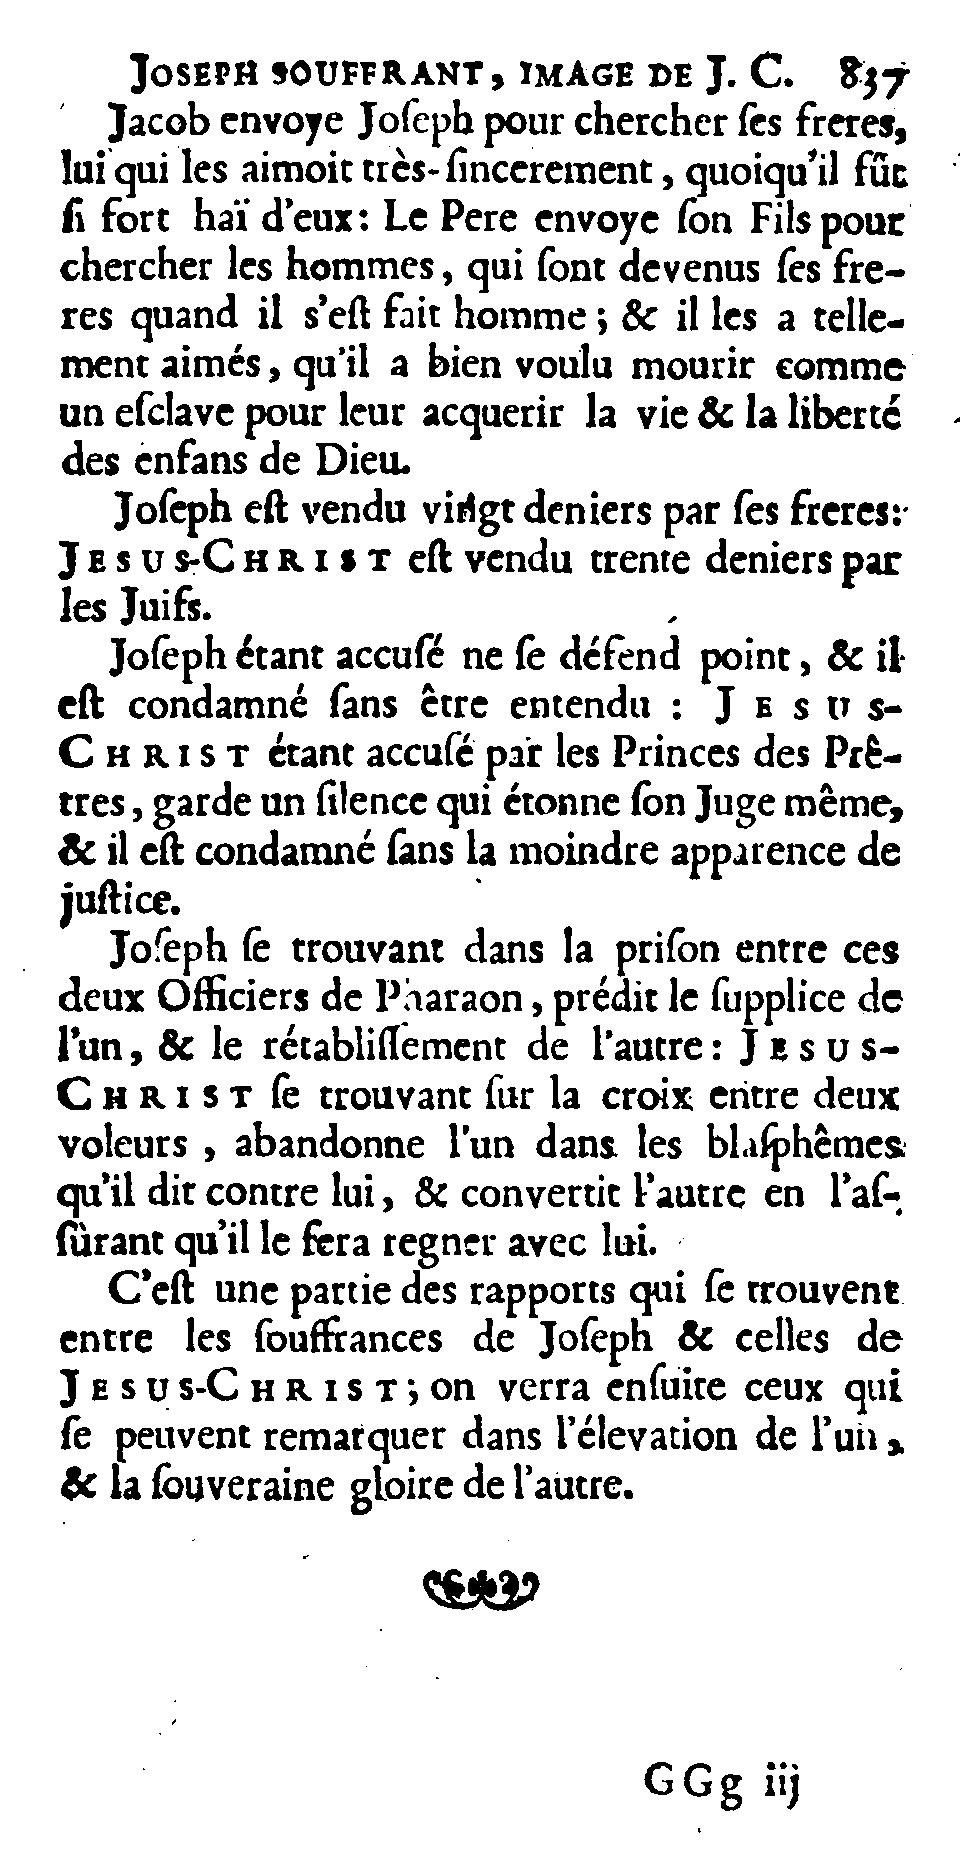 JOSEPH SOUFFRANT, IMAGE DE J. C. 837
Jacob envoye Joſeph pour chercher ſes freres,
lui qui les aimoit très-ſincerement, quoiqu'il fût
ſi fort haï d'eux: Le Pere envoye ſon Fils pour
chercher les hommes, qui ſont devenus ſes fre-
res quand il s'eſt fait homme; & il les a telle-
ment aimés, qu'il a bien voulu mourir comme
un eſclave pour leur acquerir la vie & la liberté
des enfans de Dieu.
Joſeph eſt vendu vingt deniers par ſes freres:
JESUS-CHRIST eſt vendu trente deniers par
les Juifs.
Joſeph étant accuſé ne ſe défend point, & il
eſt condamné ſans être entendu : JESUS-
CHRIST étant accuſé par les Princes des Prê-
tres, garde un ſilence qui étonne ſon Juge même,
& il eſt condamné ſans la moindre apparence de
juſtice.
Joſeph ſe trouvant dans la priſon entre ces
deux Officiers de Pharaon, prédit le ſupplice de
l'un, & le rétabliſſement de l'autre: JESUS-
CHRIST ſe trouvant ſur la croix entre deux
voleurs, abandonne l'un dans les blaſphêmes
qu'il dit contre lui, & convertit l'autre en l'aſ-
ſûrant qu'il le fera regner avec lui.
C'eſt une partie des rapports qui ſe trouvent
entre les ſouffrances de Joſeph & celles de
JESUS-CHRIST; on verra enſuite ceux qui
ſe peuvent remarquer dans l'élevation de l'un,
& la ſouveraine gloire de l'autre.
GGg iij